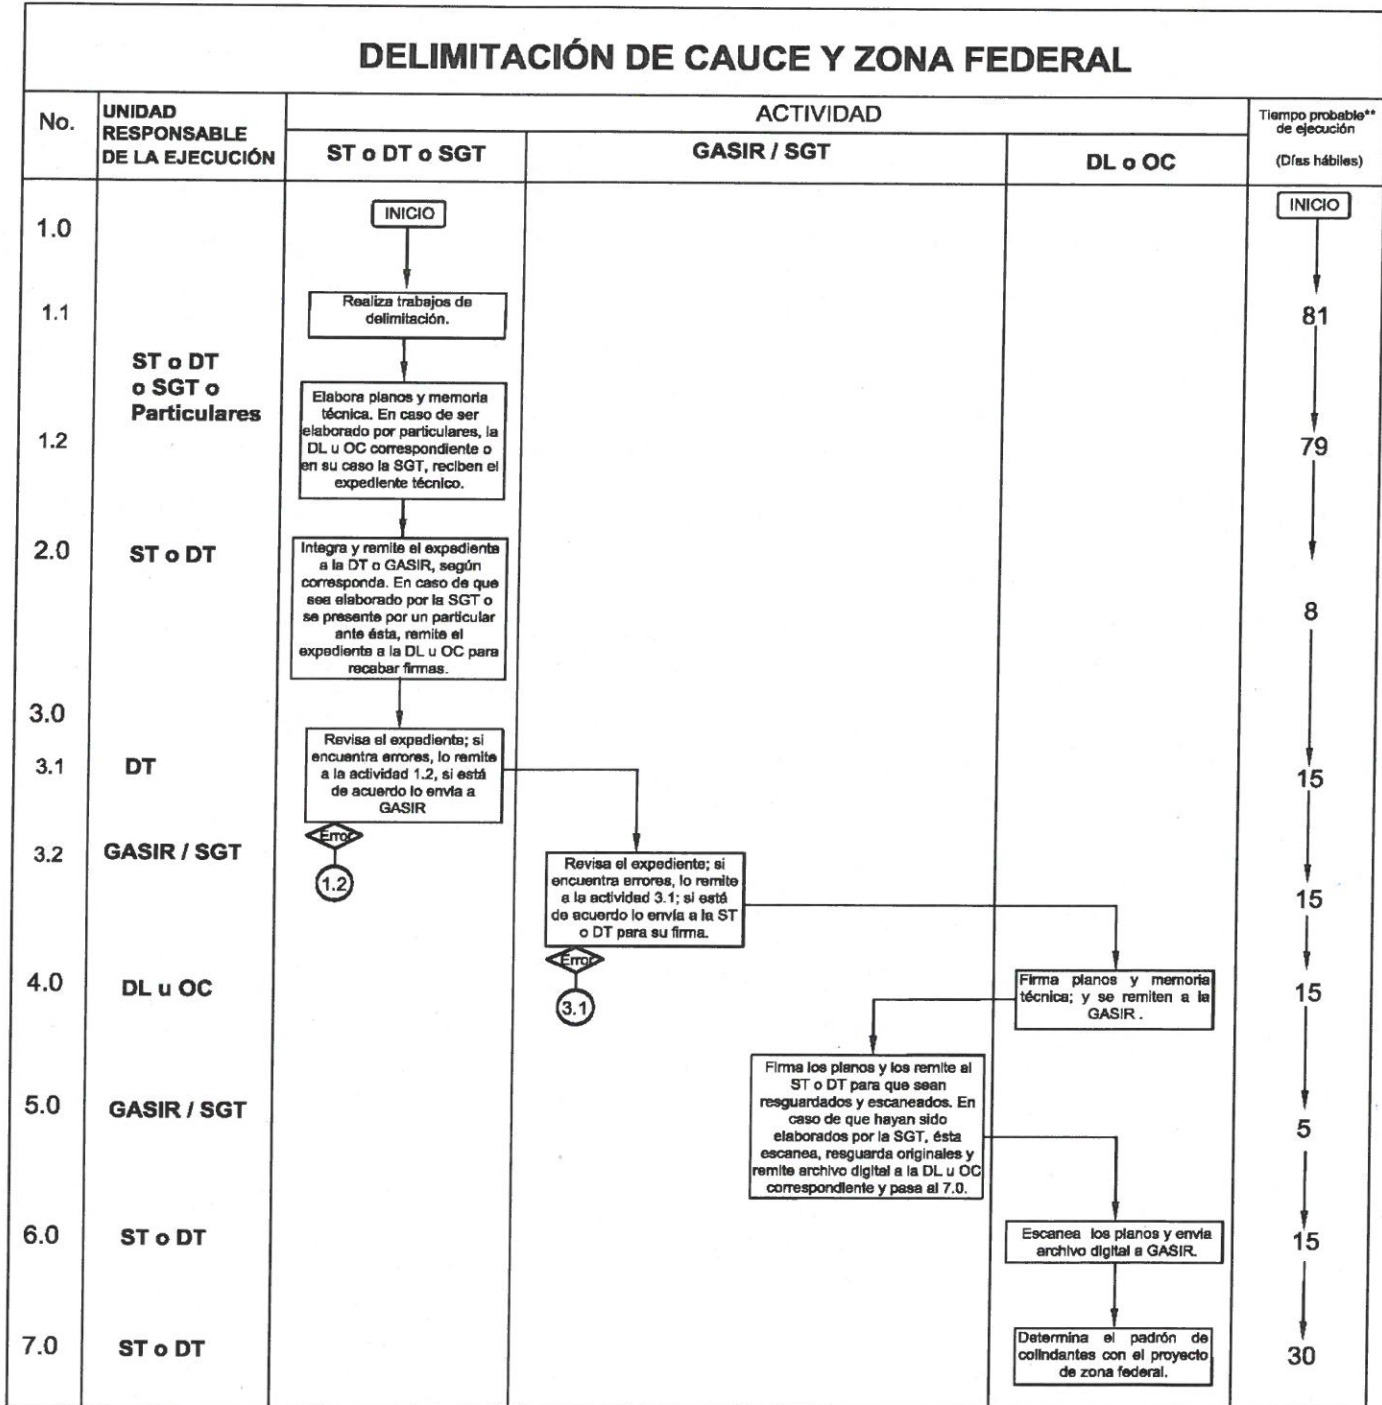 DELIMITACIÓN DE CAUCE Y ZONA FEDERAL
No.
UNIDAD
RESPONSABLE
DE LA EJECUCIÓN
ACTIVIDAD
ST o DT o SGT
GASIR / SGT
DL o OC
Tiempo probable**
de ejecución
(Días hábiles)
1.0
INICIO
INICIO
1.1
Realiza trabajos de
delimitación.
81
ST o DT
o SGT o
Particulares
1.2
Elabora planos y memoria
técnica. En caso de ser
elaborado por particulares, la
DL u OC correspondiente o
en su caso la SGT, reciben el
expediente técnico.
79
2.0
ST o DT
Integra y remite el expediente
a la DT o GASIR, según
corresponda. En caso de que
sea elaborado por la SGT o
se presente por un particular
ante ésta, remite el
expediente a la DL u OC para
recabar firmas.
8
3.0
3.1
DT
Revisa el expediente; si
encuentra errores, lo remite
a la actividad 1.2, si está
de acuerdo lo envía a
GASIR
15
Error
1.2
3.2
GASIR / SGT
Revisa el expediente; si
encuentra errores, lo remite
a la actividad 3.1; si está
de acuerdo lo envía a la ST
o DT para su firma.
15
Error
3.1
4.0
DL u OC
Firma planos y memoria
técnica; y se remiten a la
GASIR .
15
5.0
GASIR / SGT
Firma los planos y los remite al
ST o DT para que sean
resguardados y escaneados. En
caso de que hayan sido
elaborados por la SGT, ésta
escanea, resguarda originales y
remite archivo digital a la DL u OC
correspondiente y pasa al 7.0.
5
6.0
ST o DT
Escanea los planos y envia
archivo digital a GASIR.
15
7.0
ST o DT
Determina el padrón de
colindantes con el proyecto
de zona federal.
30